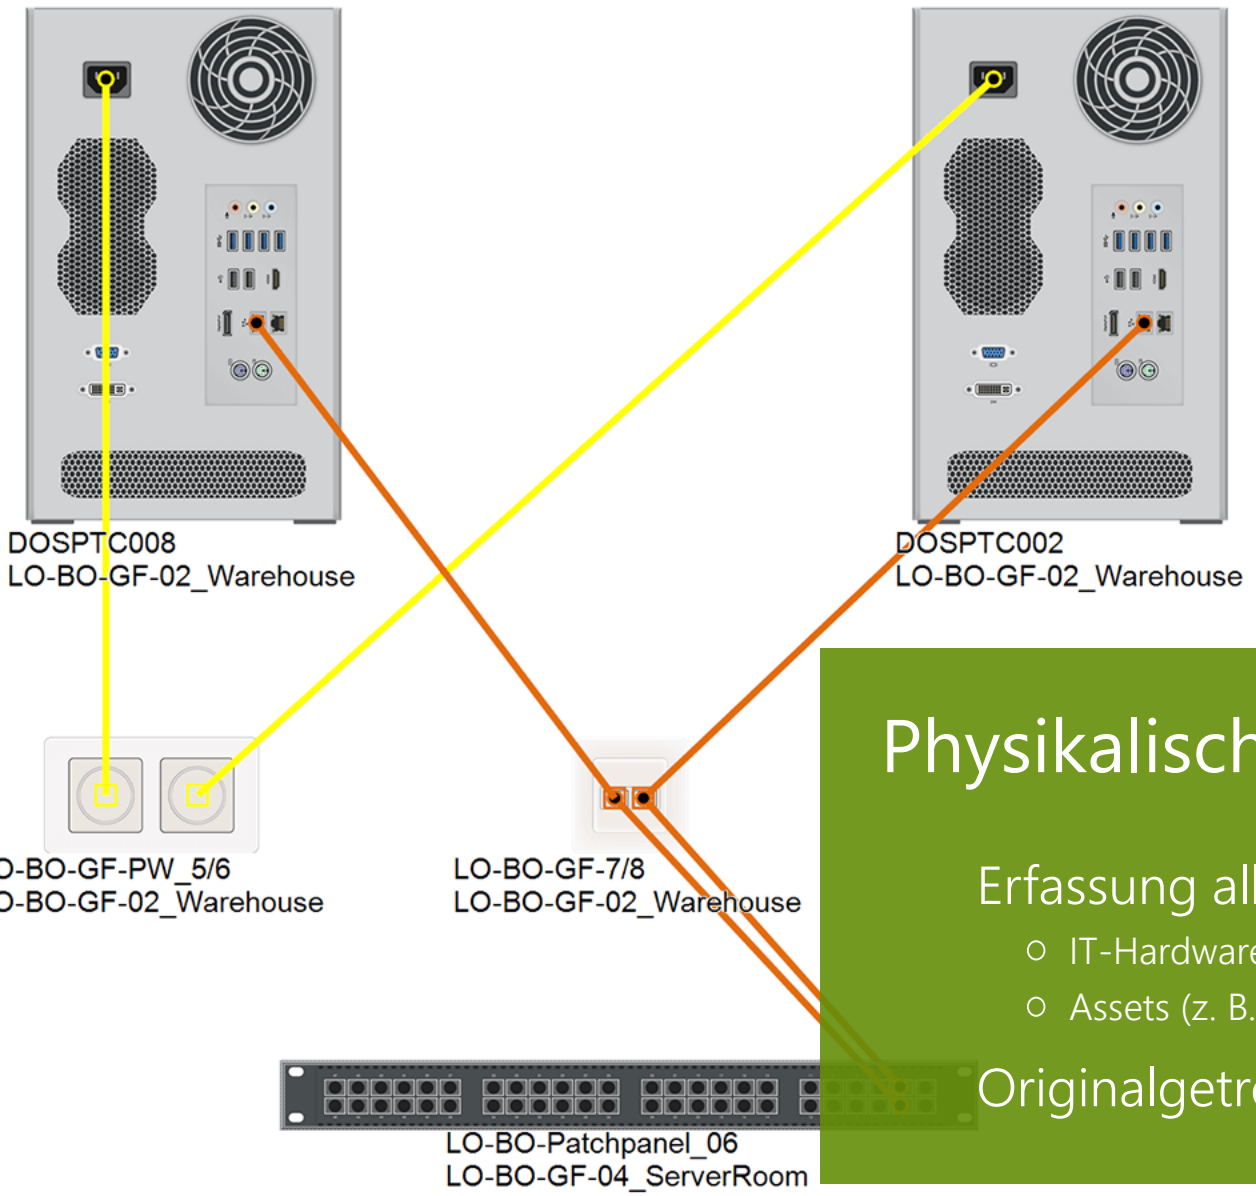 DOSPTC008
LO-BO-GF-02_Warehouse
DOSPTC002
LO-BO-GF-02_Warehouse
O-BO-GF-PW_5/6
O-BO-GF-02_Warehouse
LO-BO-GF-7/8
LO-BO-GF-02_Warehouse
LO-BO-Patchpanel_06
LO-BO-GF-04_ServerRoom
Physikalisch
Erfassung all
○ IT-Hardware
○ Assets (z. B.
Originalgetre